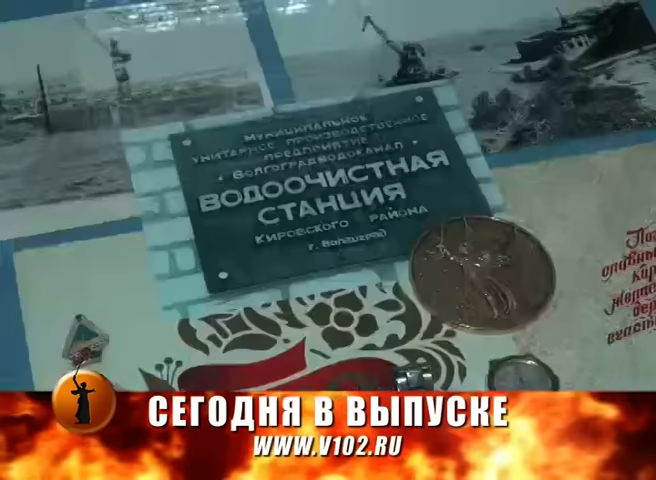 МУНИЦИПАЛЬНОЕ
УНИТАРНОЕ ПРОИЗВОДСТВЕННОЕ
ПРЕДПРИЯТИЕ
• ВОЛГОГРАДВОДОКАНАЛ •
ВОДООЧИСТНАЯ
СТАНЦИЯ
КИРОВСКОГО РАЙОНА
г. Волгоград
СЕГОДНЯ В ВЫПУСКЕ
WWW.V102.RU